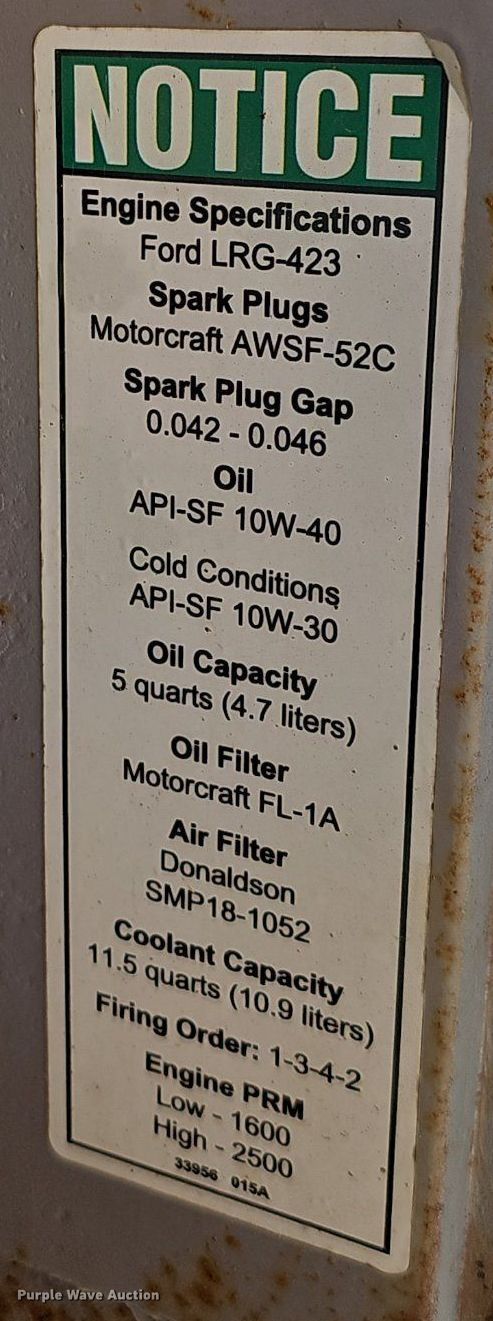 NOTICE
Engine Specifications
Ford LRG-423
Spark Plugs
Motorcraft AWSF-52C
Spark Plug Gap
0.042 - 0.046
Oil
API-SF 10W-40
Cold Conditions
API-SF 10W-30
Oil Capacity
5 quarts (4.7 liters)
Oil Filter
Motorcraft FL-1A
Air Filter
Donaldson
SMP18-1052
Coolant Capacity
11.5 quarts (10.9 liters)
Firing Order: 1-3-4-2
Engine PRM
Low - 1600
High - 2500
33956 015A
Purple Wave Auction